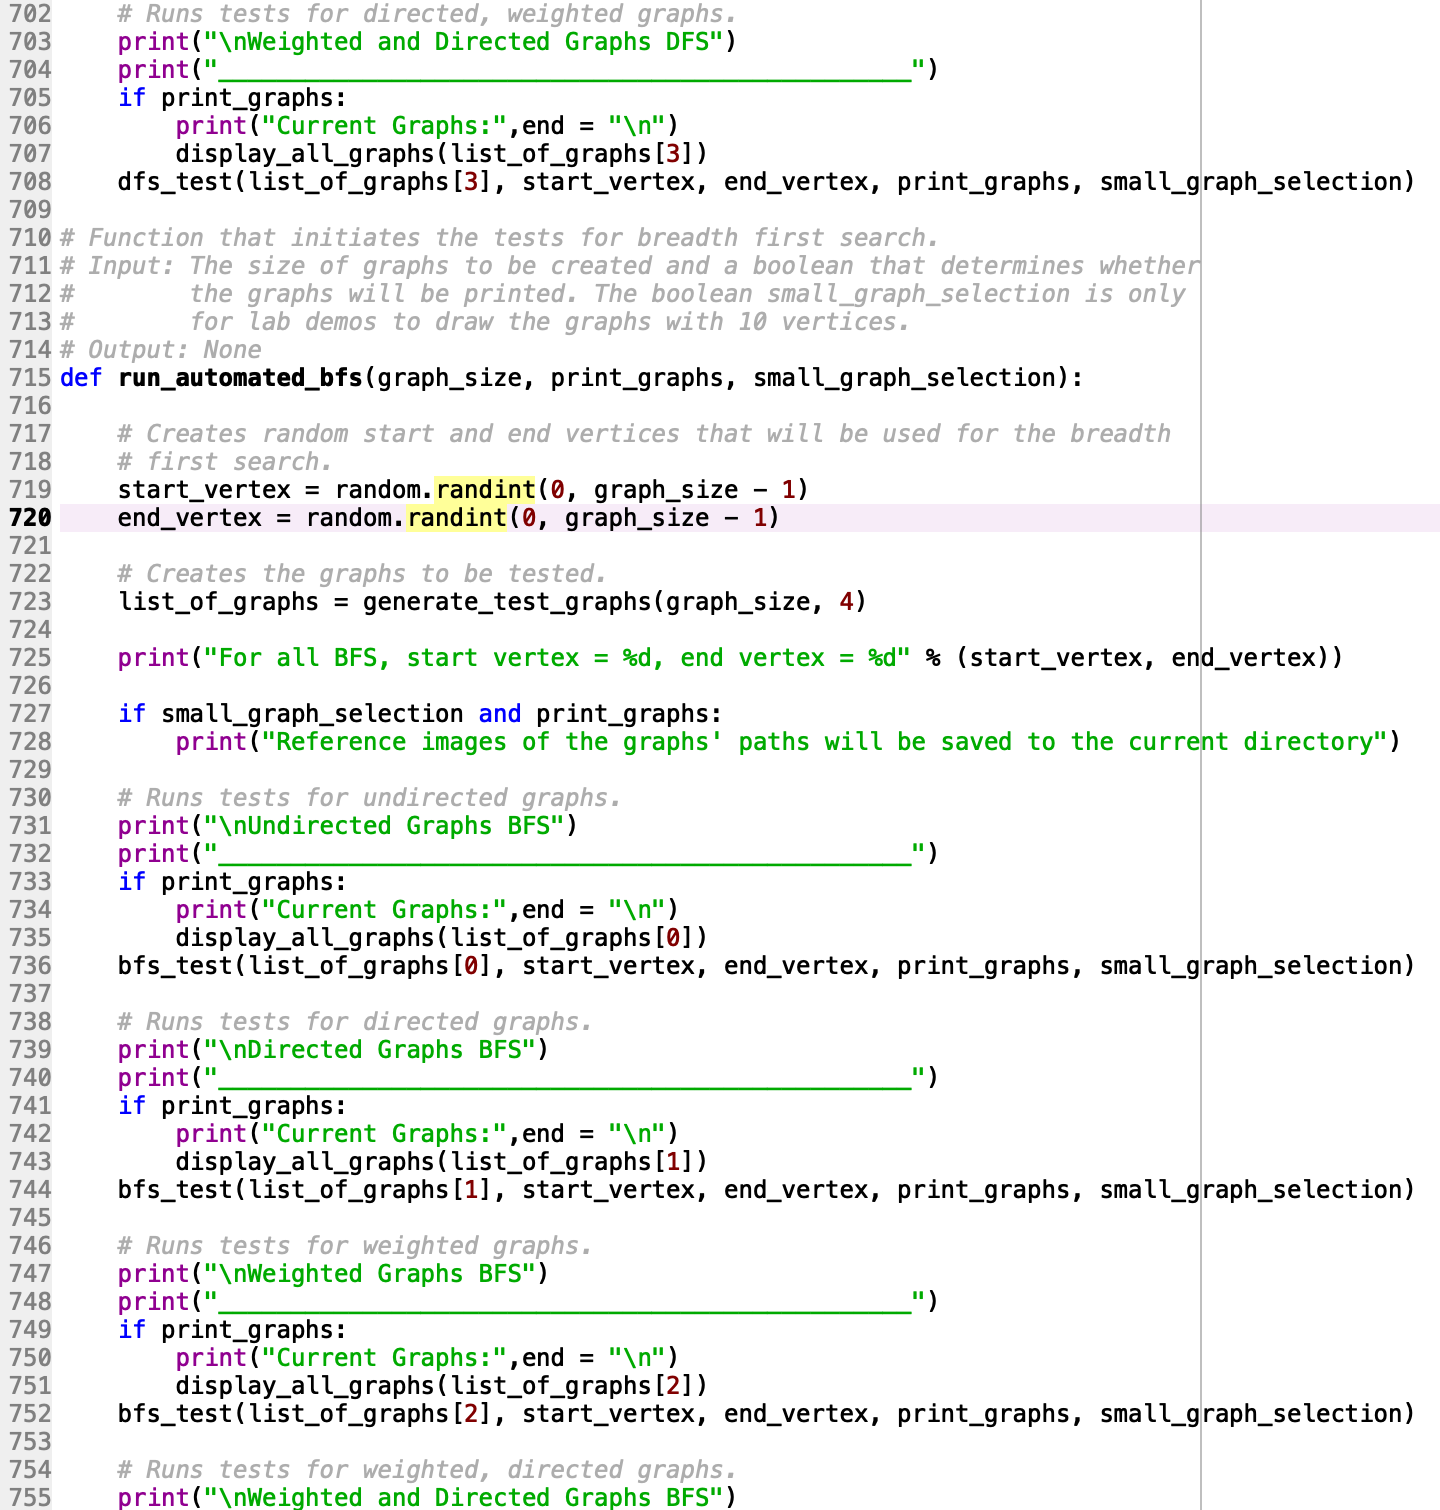 702     # Runs tests for directed, weighted graphs.
703     print("\nWeighted and Directed Graphs DFS")
704     print("________________________________________________")
705     if print_graphs:
706         print("Current Graphs:",end = "\n")
707         display_all_graphs(list_of_graphs[3])
708     dfs_test(list_of_graphs[3], start_vertex, end_vertex, print_graphs, small_graph_selection)
709
710 # Function that initiates the tests for breadth first search.
711 # Input: The size of graphs to be created and a boolean that determines whether
712 #        the graphs will be printed. The boolean small_graph_selection is only
713 #        for lab demos to draw the graphs with 10 vertices.
714 # Output: None
715 def run_automated_bfs(graph_size, print_graphs, small_graph_selection):
716
717     # Creates random start and end vertices that will be used for the breadth
718     # first search.
719     start_vertex = random.randint(0, graph_size - 1)
720     end_vertex = random.randint(0, graph_size - 1)
721
722     # Creates the graphs to be tested.
723     list_of_graphs = generate_test_graphs(graph_size, 4)
724
725     print("For all BFS, start vertex = %d, end vertex = %d" % (start_vertex, end_vertex))
726
727     if small_graph_selection and print_graphs:
728         print("Reference images of the graphs' paths will be saved to the current directory")
729
730     # Runs tests for undirected graphs.
731     print("\nUndirected Graphs BFS")
732     print("________________________________________________")
733     if print_graphs:
734         print("Current Graphs:",end = "\n")
735         display_all_graphs(list_of_graphs[0])
736     bfs_test(list_of_graphs[0], start_vertex, end_vertex, print_graphs, small_graph_selection)
737
738     # Runs tests for directed graphs.
739     print("\nDirected Graphs BFS")
740     print("________________________________________________")
741     if print_graphs:
742         print("Current Graphs:",end = "\n")
743         display_all_graphs(list_of_graphs[1])
744     bfs_test(list_of_graphs[1], start_vertex, end_vertex, print_graphs, small_graph_selection)
745
746     # Runs tests for weighted graphs.
747     print("\nWeighted Graphs BFS")
748     print("________________________________________________")
749     if print_graphs:
750         print("Current Graphs:",end = "\n")
751         display_all_graphs(list_of_graphs[2])
752     bfs_test(list_of_graphs[2], start_vertex, end_vertex, print_graphs, small_graph_selection)
753
754     # Runs tests for weighted, directed graphs.
755     print("\nWeighted and Directed Graphs BFS")